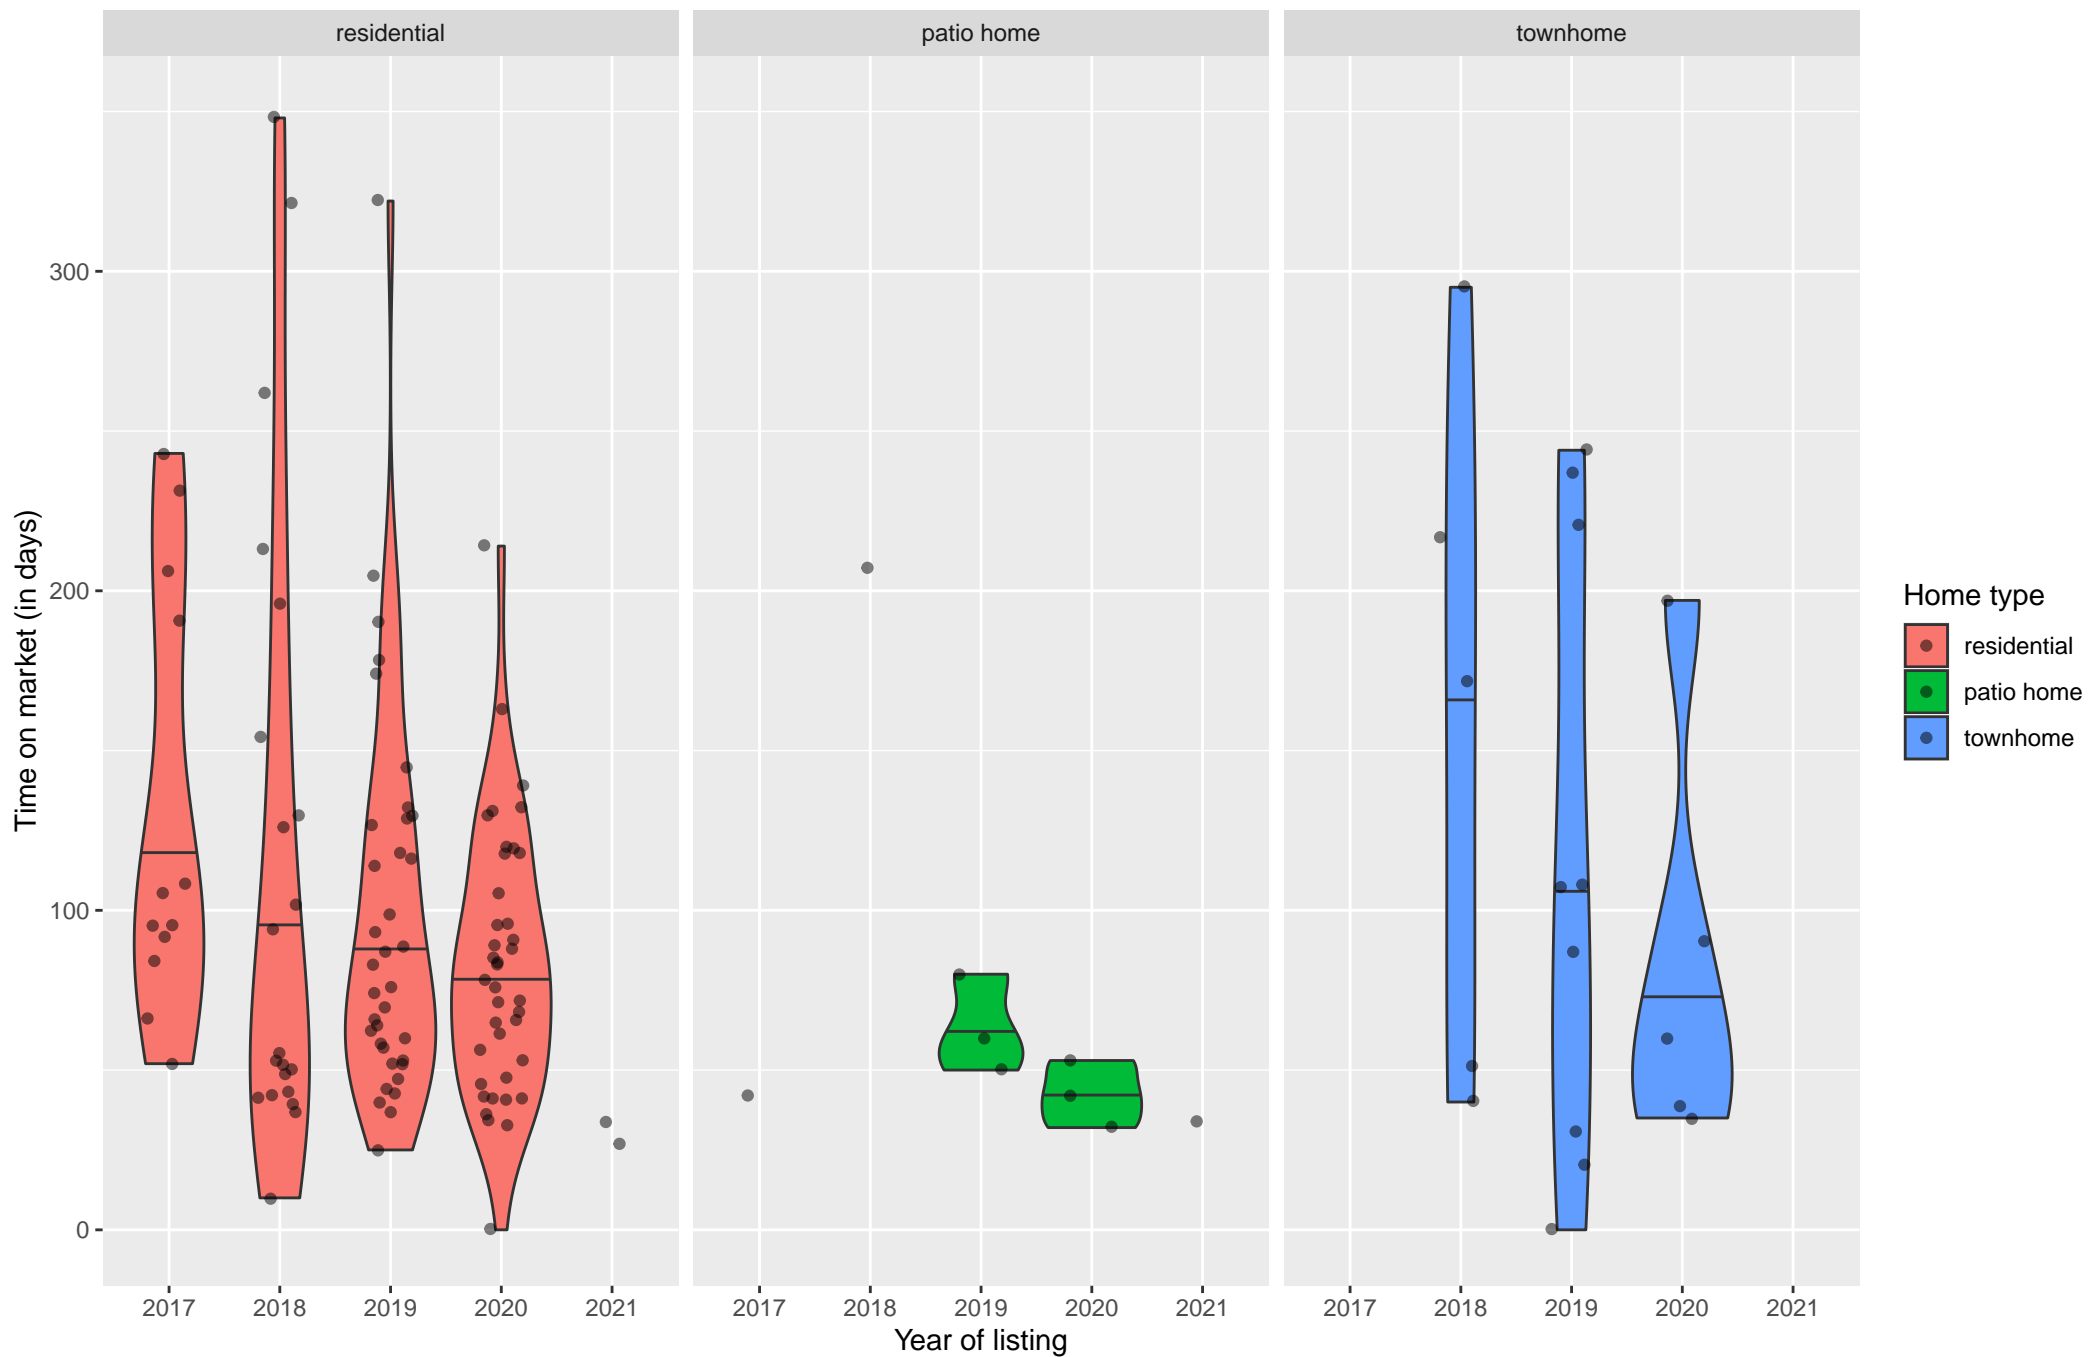 residential
patio home
townhome
Time on market (in days)
300
200
100
0
2017 2018 2019 2020 2021
2017 2018 2019 2020 2021
2017 2018 2019 2020 2021
Year of listing
Home type
residential
patio home
townhome